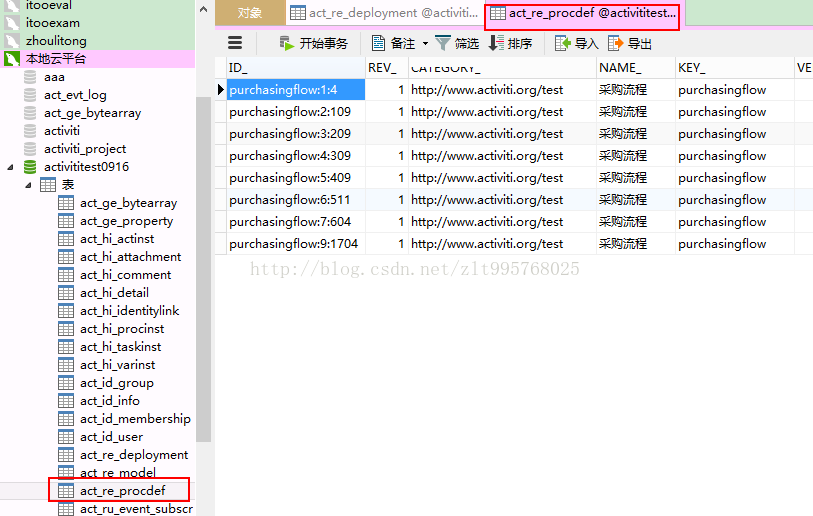 itooeval
itooexam
zhoulitong
本地云平台
aaa
act_evt_log
act_ge_bytearray
activiti
activiti_project
activititest0916
表
act_ge_bytearray
act_ge_property
act_hi_actinst
act_hi_attachment
act_hi_comment
act_hi_detail
act_hi_identitylink
act_hi_procinst
act_hi_taskinst
act_hi_varinst
act_id_group
act_id_info
act_id_membership
act_id_user
act_re_deployment
act_re_model
act_re_procdef
act_ru_event_subscr
对象 act_re_deployment @activiti... act_re_procdef @activititest...
开始事务 备注 筛选 排序 导入 导出
ID_ REV_ CATEGORY_ NAME_ KEY_ VE
purchasingflow:1:4 1 http://www.activiti.org/test 采购流程 purchasingflow
purchasingflow:2:109 1 http://www.activiti.org/test 采购流程 purchasingflow
purchasingflow:3:209 1 http://www.activiti.org/test 采购流程 purchasingflow
purchasingflow:4:309 1 http://www.activiti.org/test 采购流程 purchasingflow
purchasingflow:5:409 1 http://www.activiti.org/test 采购流程 purchasingflow
purchasingflow:6:511 1 http://www.activiti.org/test 采购流程 purchasingflow
purchasingflow:7:604 1 http://www.activiti.org/test 采购流程 purchasingflow
purchasingflow:9:1704 1 http://www.activiti.org/test 采购流程 purchasingflow
http://blog.csdn.net/zlt995768025